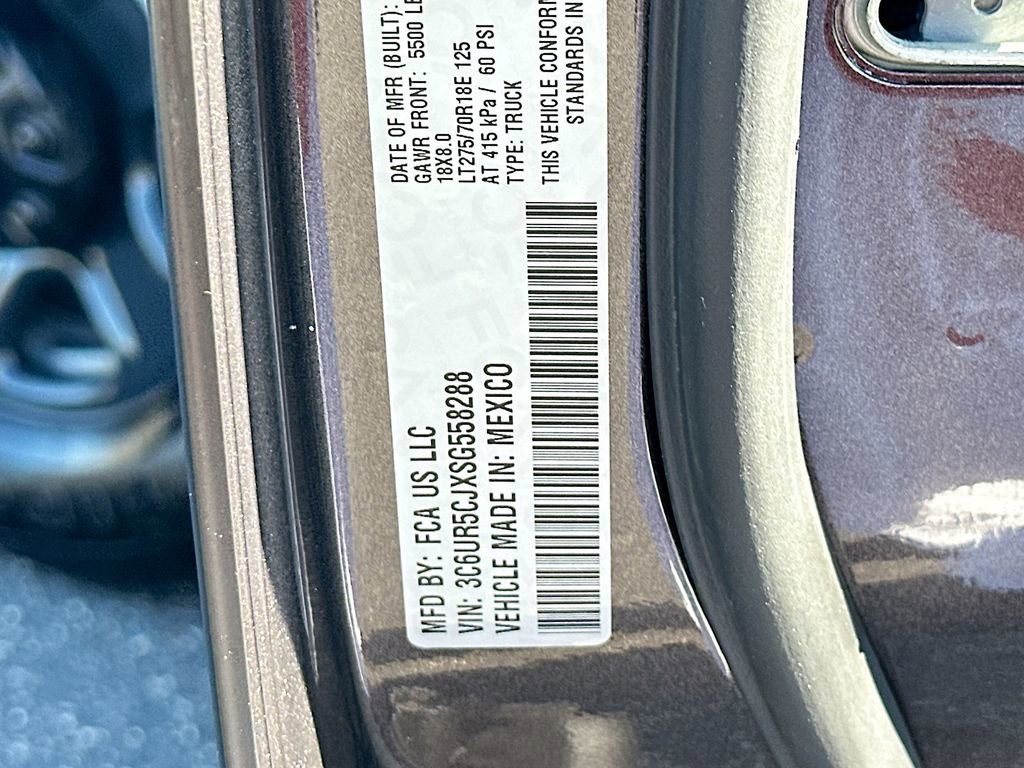 MFD BY: FCA US LLC
DATE OF MFR (BUILT):
GAWR FRONT: 5500 LB
18X8.0
LT275/70R18E 125
AT 415 kPa / 60 PSI
TYPE: TRUCK
VIN: 3C6UR5CJXSG558288
VEHICLE MADE IN: MEXICO
THIS VEHICLE CONFORM
STANDARDS IN